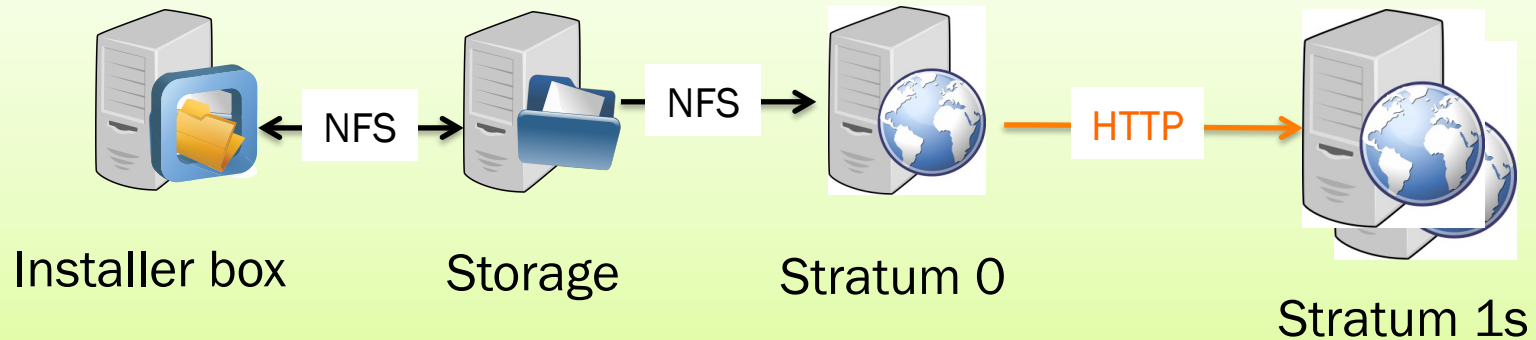 NFS
NFS
HTTP
Installer box
Storage
Stratum 0
Stratum 1s